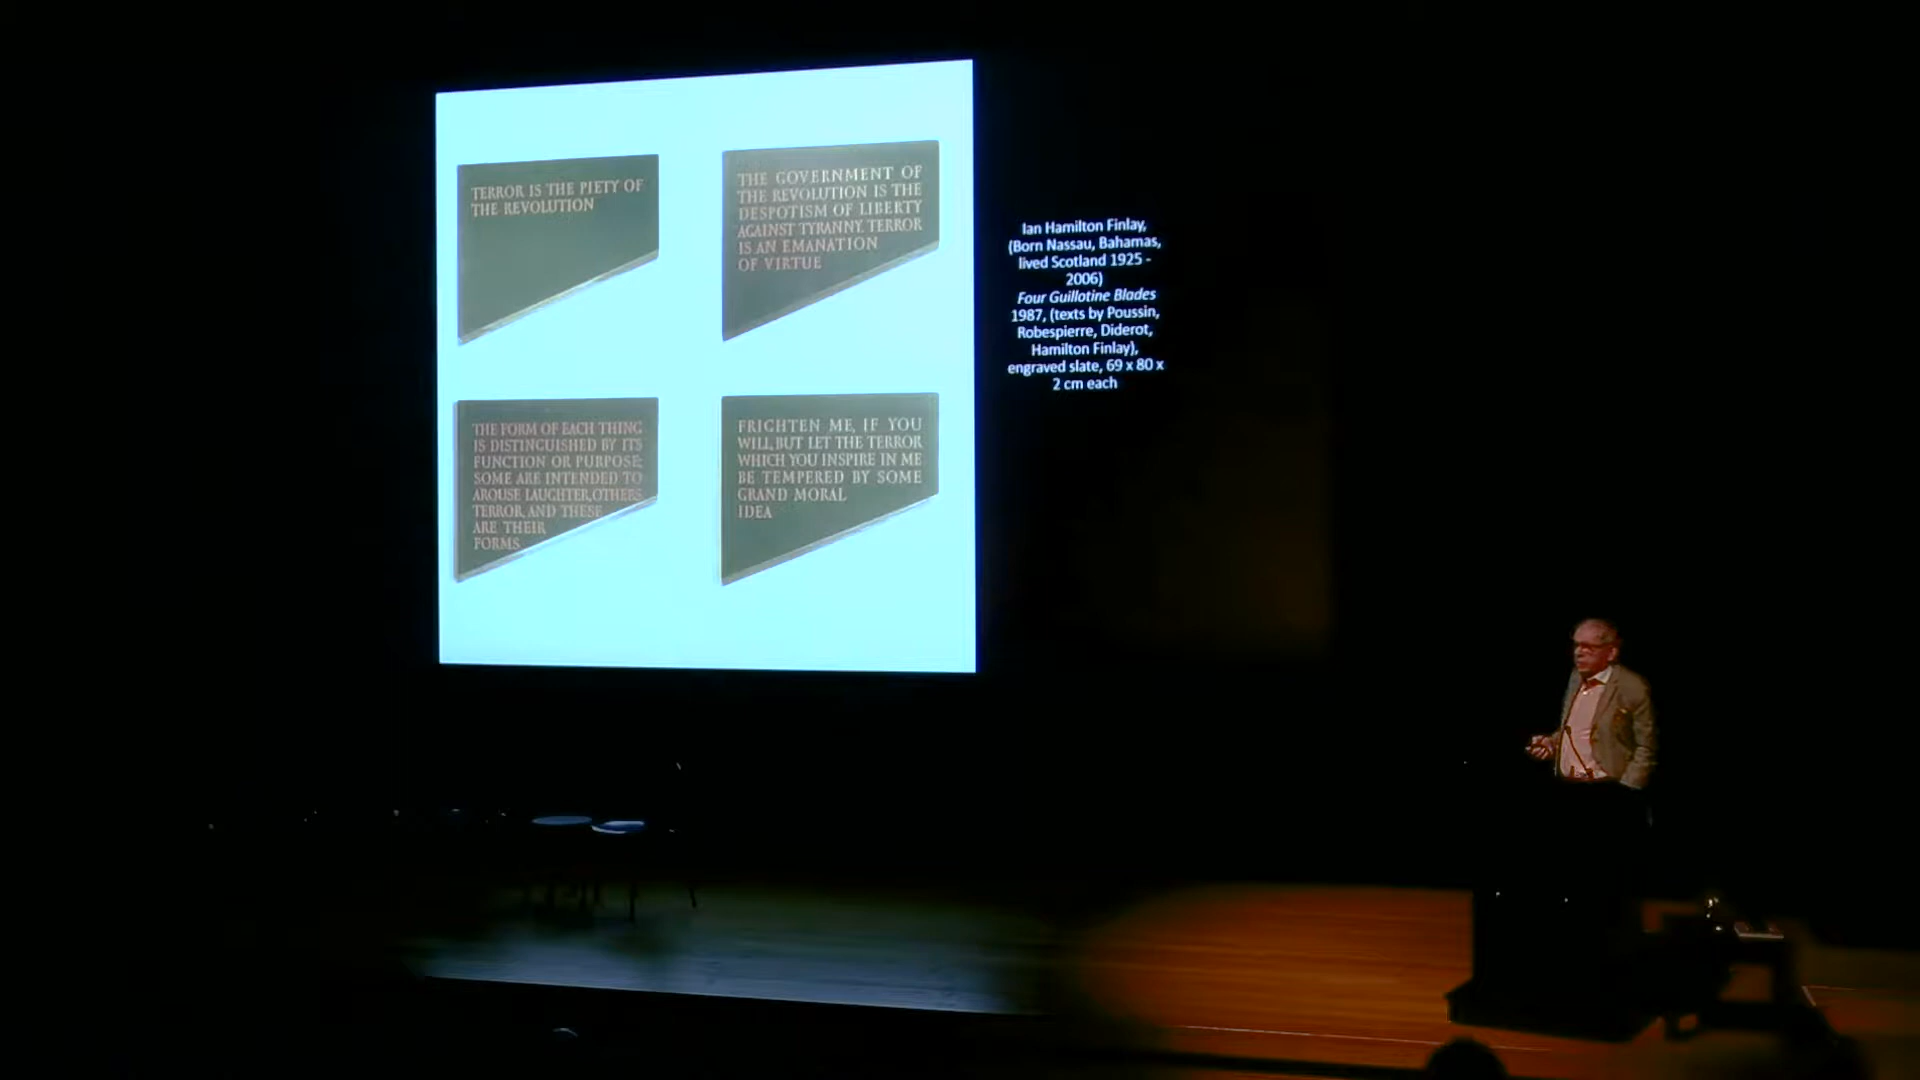 TERROR IS THE PIETY OF
THE REVOLUTION
THE GOVERNMENT OF
THE REVOLUTION IS THE
DESPOTISM OF LIBERTY
AGAINST TYRANNY. TERROR
IS AN EMANATION
OF VIRTUE
THE FORM OF EACH THING
IS DISTINGUISHED BY ITS
FUNCTION OR PURPOSE;
SOME ARE INTENDED TO
AROUSE LAUGHTER, OTHERS
TERROR, AND THESE
ARE THEIR
FORMS
FRIGHTEN ME, IF YOU
WILL, BUT LET THE TERROR
WHICH YOU INSPIRE IN ME
BE TEMPERED BY SOME
GRAND MORAL
IDEA
Ian Hamilton Finlay,
(Born Nassau, Bahamas,
lived Scotland 1925 -
2006)
Four Guillotine Blades
1987, (texts by Poussin,
Robespierre, Diderot,
Hamilton Finlay),
engraved slate, 69 x 80 x
2 cm each